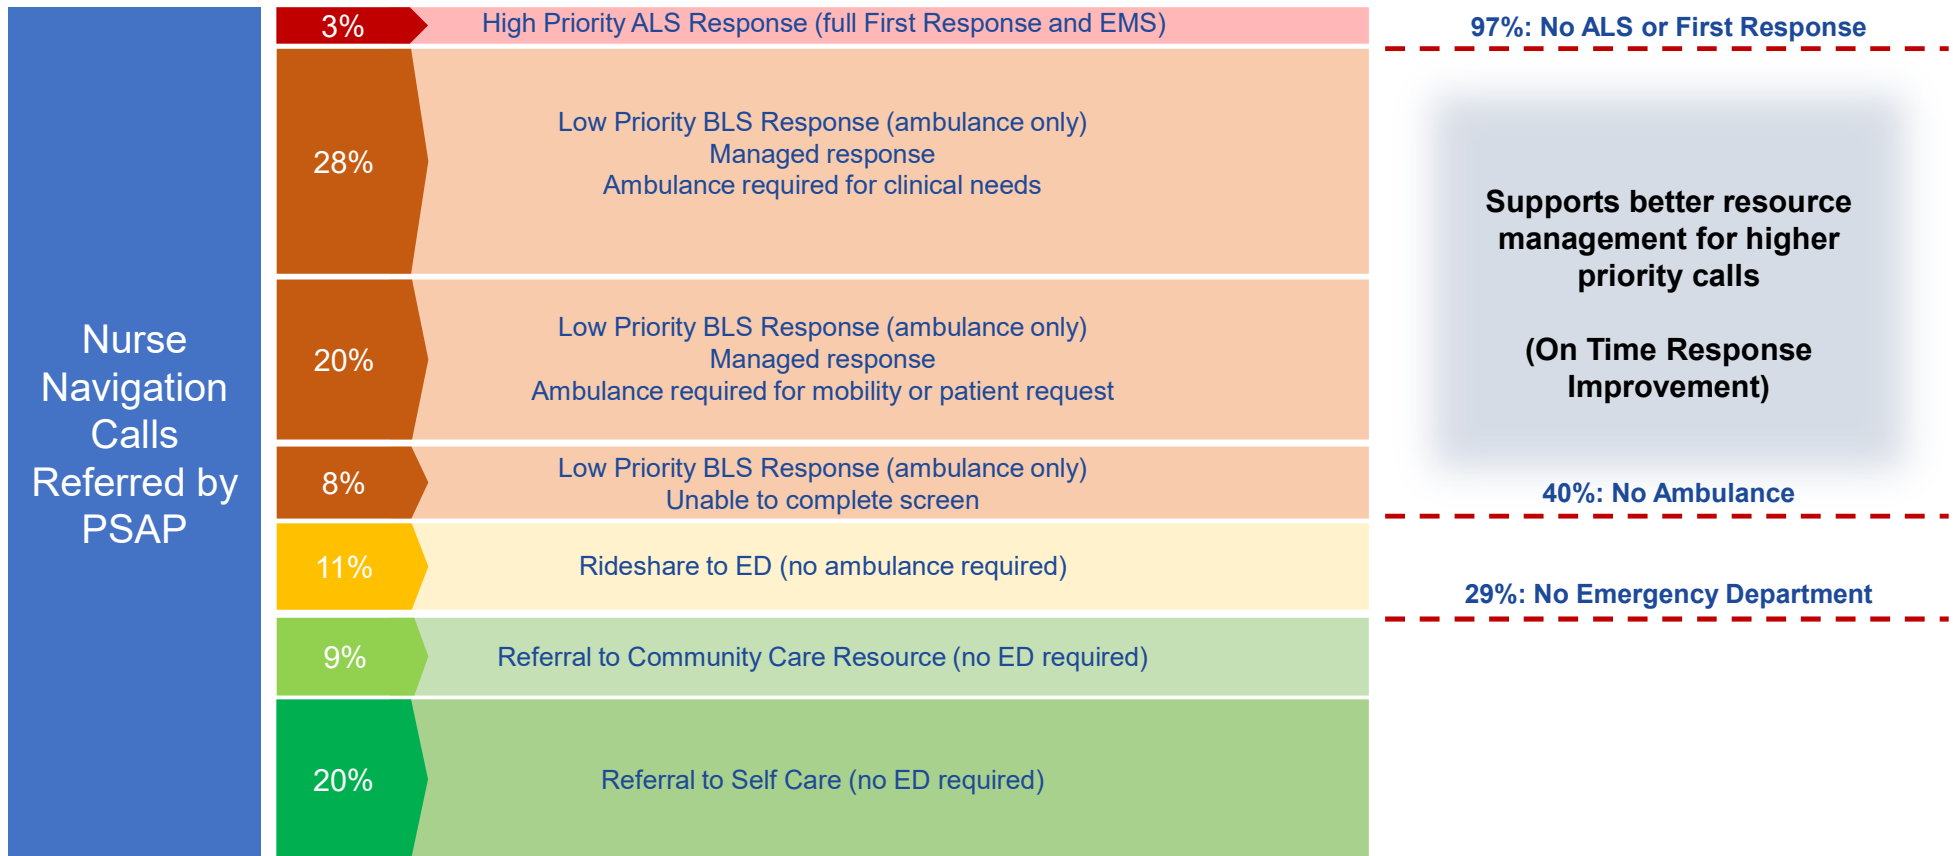 Nurse
Navigation
Calls
Referred by
PSAP
3%
High Priority ALS Response (full First Response and EMS)
28%
Low Priority BLS Response (ambulance only)
Managed response
Ambulance required for clinical needs
20%
Low Priority BLS Response (ambulance only)
Managed response
Ambulance required for mobility or patient request
8%
Low Priority BLS Response (ambulance only)
Unable to complete screen
11%
Rideshare to ED (no ambulance required)
9%
Referral to Community Care Resource (no ED required)
20%
Referral to Self Care (no ED required)
97%: No ALS or First Response
Supports better resource
management for higher
priority calls
(On Time Response
Improvement)
40%: No Ambulance
29%: No Emergency Department